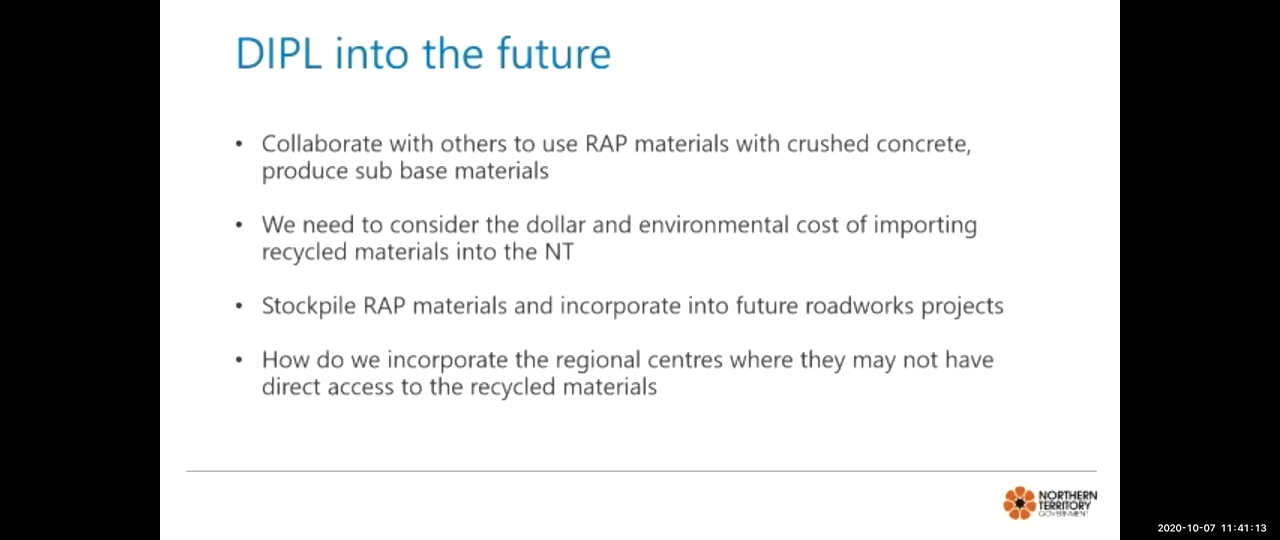 DIPL into the future
• Collaborate with others to use RAP materials with crushed concrete,
produce sub base materials
• We need to consider the dollar and environmental cost of importing
recycled materials into the NT
• Stockpile RAP materials and incorporate into future roadworks projects
• How do we incorporate the regional centres where they may not have
direct access to the recycled materials
NORTHERN
TERRITORY
GOVERNMENT
2020-10-07 11:41:13